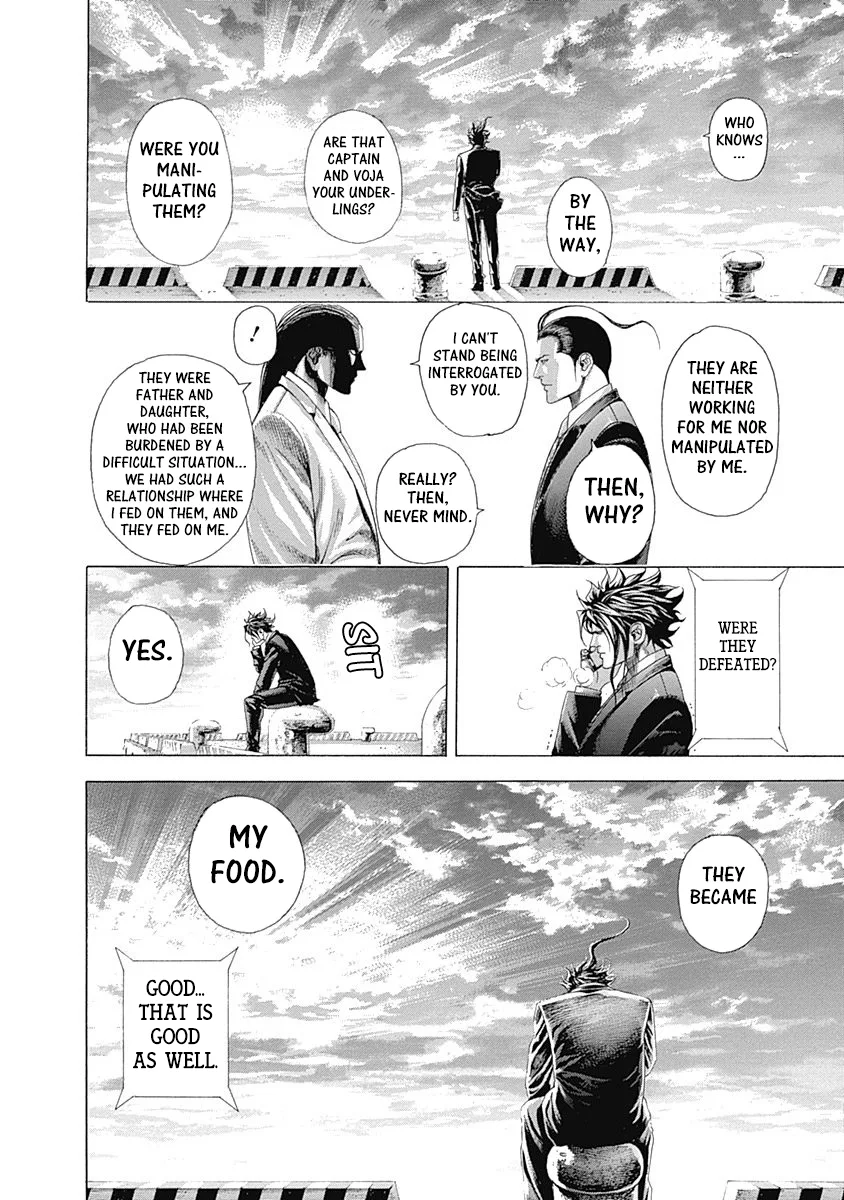 WHO
KNOWS
...
BY
THE
WAY,
ARE THAT
CAPTAIN
AND VOJA
YOUR UNDER-
LINGS?
WERE YOU
MANI-
PULATING
THEM?
THEY ARE
NEITHER
WORKING
FOR ME NOR
MANIPULATED
BY ME.
THEN,
WHY?
I CAN'T
STAND BEING
INTERROGATED
BY YOU.
!
REALLY?
THEN,
NEVER MIND.
THEY WERE
FATHER AND
DAUGHTER,
WHO HAD BEEN
BURDENED BY A
DIFFICULT SITUATION...
WE HAD SUCH A
RELATIONSHIP WHERE
I FED ON THEM, AND
THEY FED ON ME.
WERE
THEY
DEFEATED?
SIT
YES.
THEY
BECAME
MY
FOOD.
GOOD...
THAT IS
GOOD
AS WELL.